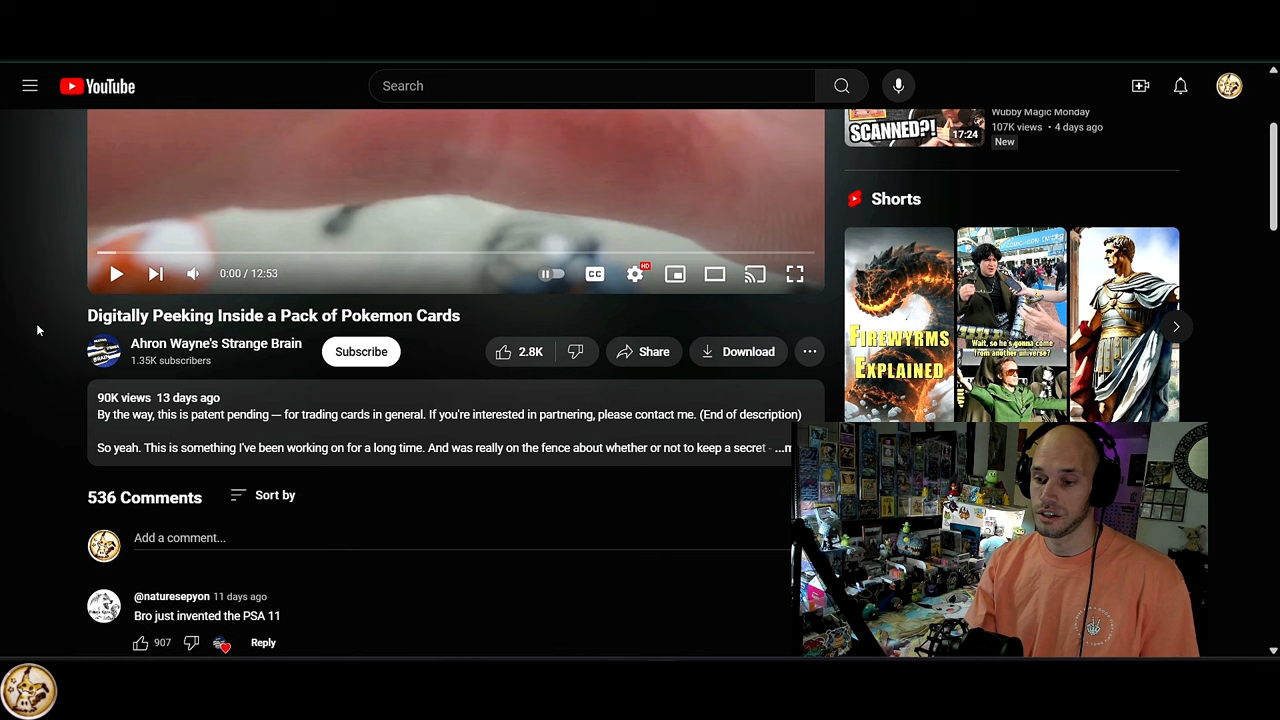 YouTube
Search
Wubby Magic Monday
107K views • 4 days ago
New
SCANNED?!
17:24
Shorts
0:00 / 12:53
CC
HD
FIREWYRMS
EXPLAINED
COMIC-CON
Wait, so he's gonna come
from another universe?
Digitally Peeking Inside a Pack of Pokemon Cards
Ahron Wayne's Strange Brain
1.35K subscribers
Subscribe
2.8K
Share
Download
90K views 13 days ago
By the way, this is patent pending — for trading cards in general. If you're interested in partnering, please contact me. (End of description)
So yeah. This is something I've been working on for a long time. And was really on the fence about whether or not to keep a secret - ...m
536 Comments
Sort by
Add a comment...
@naturesepyon 11 days ago
Bro just invented the PSA 11
907
Reply